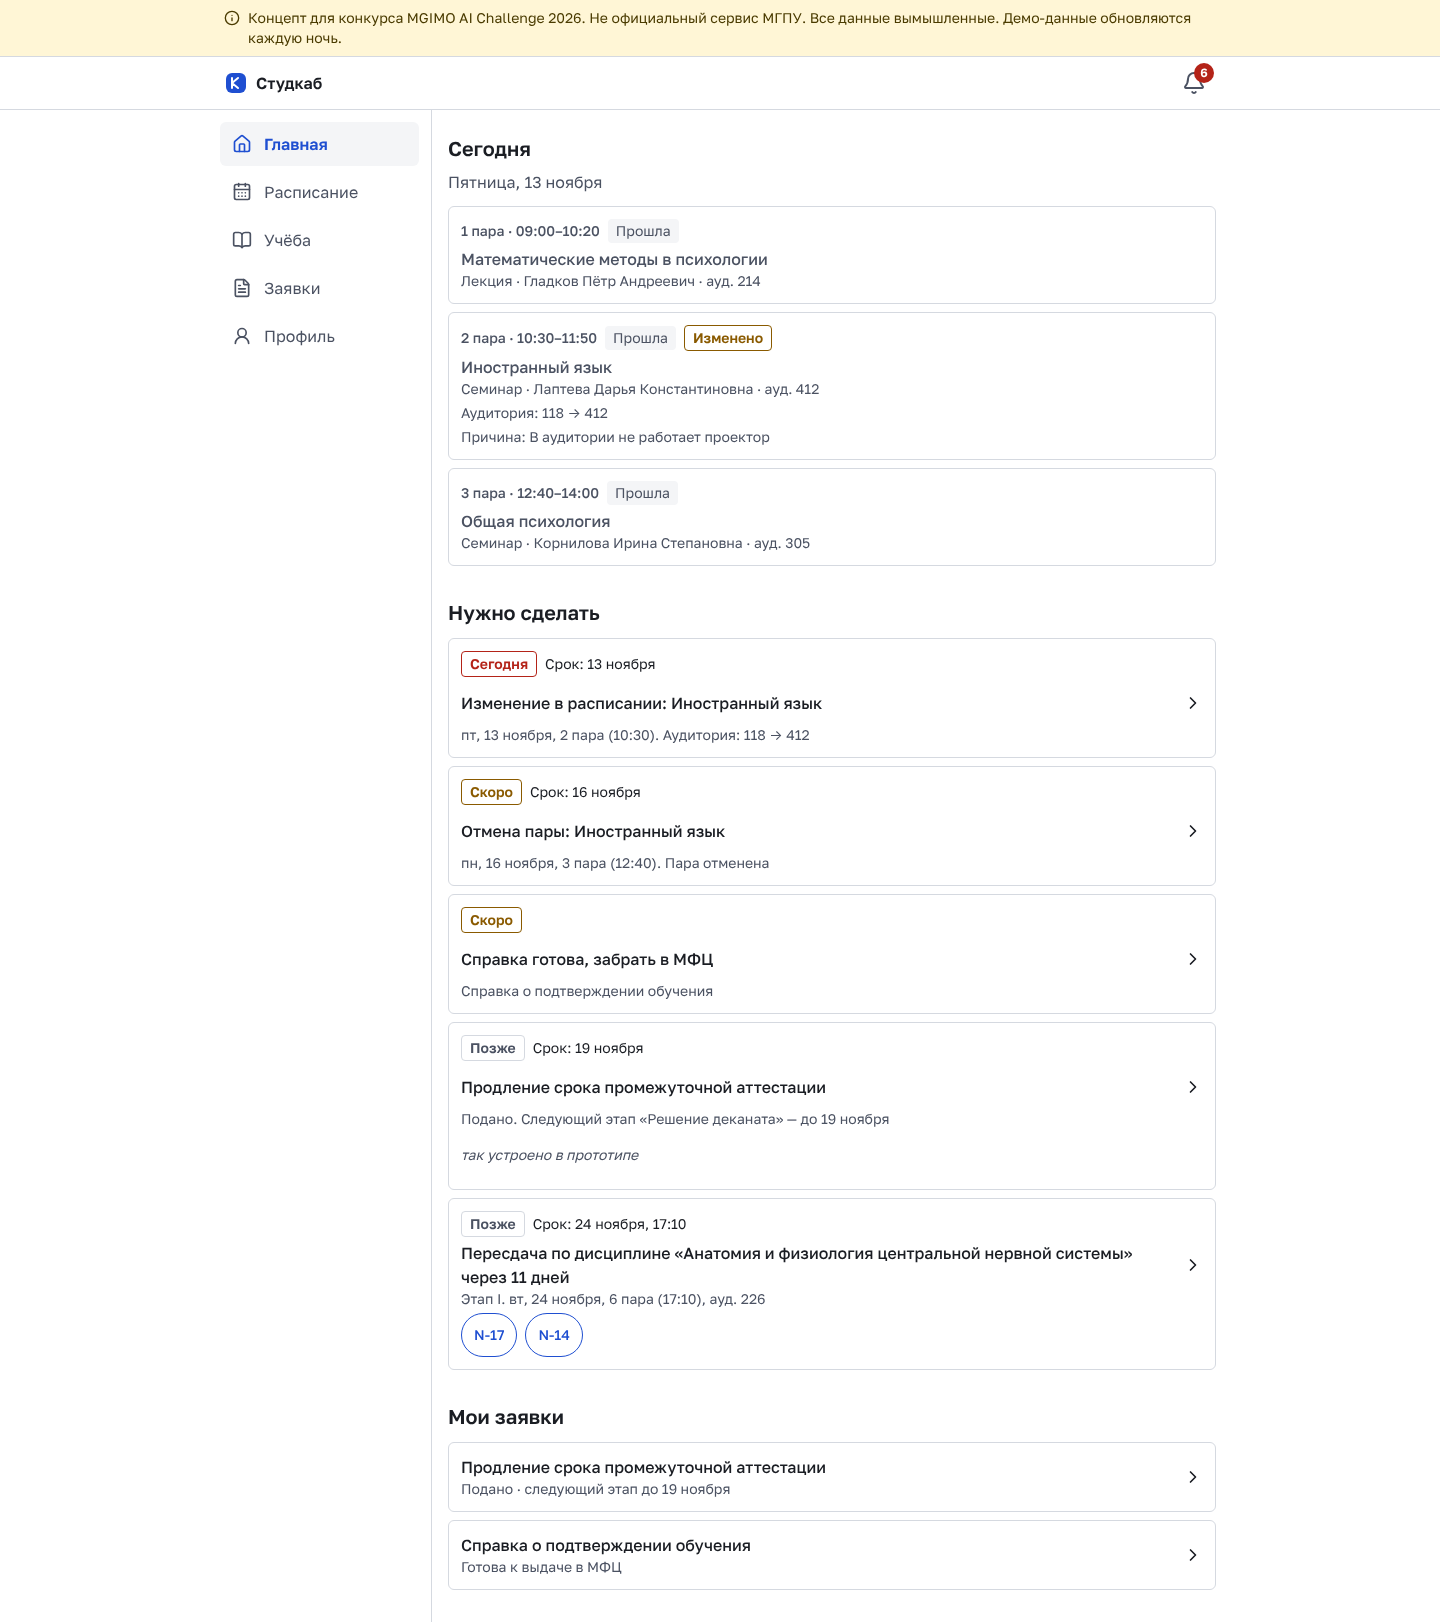 Концепт для конкурса MGIMO AI Challenge 2026. Не официальный сервис МГПУ. Все данные вымышленные. Демо-данные обновляются
каждую ночь.
Студкаб
6
Главная
Расписание
Учёба
Заявки
Профиль
Сегодня
Пятница, 13 ноября
1 пара · 09:00–10:20 Прошла
Математические методы в психологии
Лекция · Гладков Пётр Андреевич · ауд. 214
2 пара · 10:30–11:50 Прошла Изменено
Иностранный язык
Семинар · Лаптева Дарья Константиновна · ауд. 412
Аудитория: 118 → 412
Причина: В аудитории не работает проектор
3 пара · 12:40–14:00 Прошла
Общая психология
Семинар · Корнилова Ирина Степановна · ауд. 305
Нужно сделать
Сегодня Срок: 13 ноября
Изменение в расписании: Иностранный язык
пт, 13 ноября, 2 пара (10:30). Аудитория: 118 → 412
Скоро Срок: 16 ноября
Отмена пары: Иностранный язык
пн, 16 ноября, 3 пара (12:40). Пара отменена
Скоро
Справка готова, забрать в МФЦ
Справка о подтверждении обучения
Позже Срок: 19 ноября
Продление срока промежуточной аттестации
Подано. Следующий этап «Решение деканата» — до 19 ноября
так устроено в прототипе
Позже Срок: 24 ноября, 17:10
Пересдача по дисциплине «Анатомия и физиология центральной нервной системы»
через 11 дней
Этап I. вт, 24 ноября, 6 пара (17:10), ауд. 226
N-17 N-14
Мои заявки
Продление срока промежуточной аттестации
Подано · следующий этап до 19 ноября
Справка о подтверждении обучения
Готова к выдаче в МФЦ